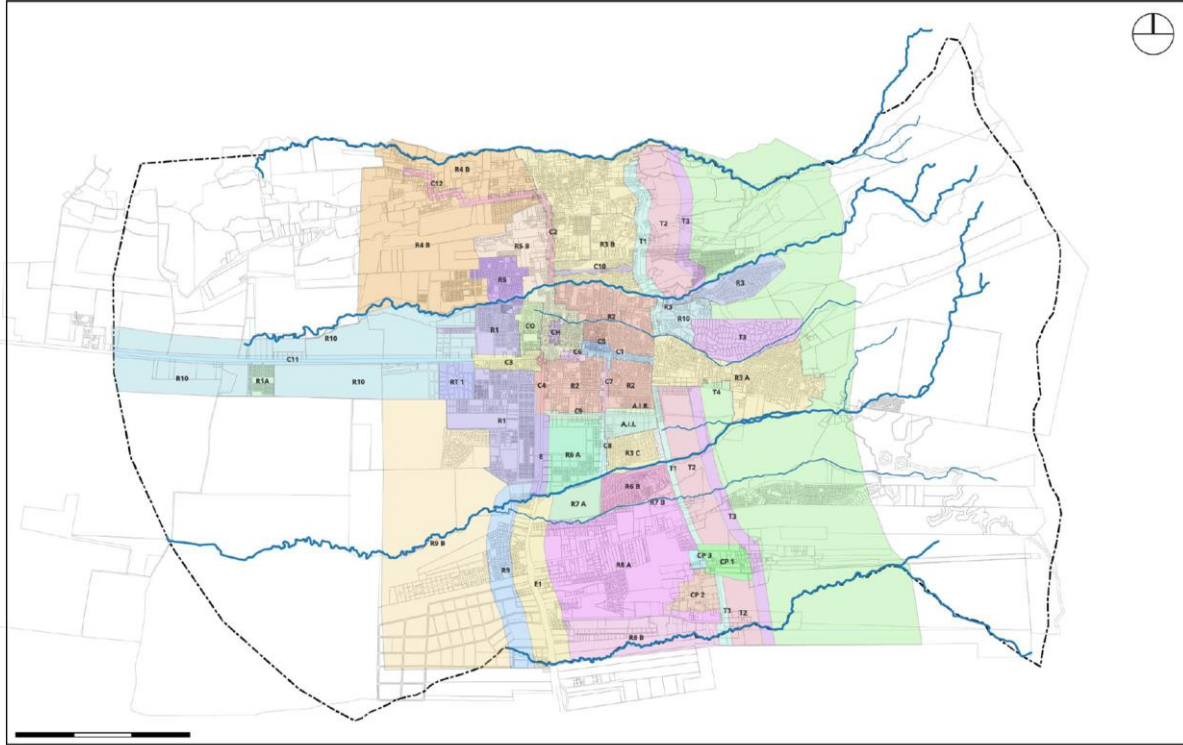 R4 B
C12
T2
T3
C2
T1
R4 B
R5 B
R3 B
C10
R5
R3
R3
R2
R10
R10
R1
CO
CH
C5
T3
C6
C1
C11
C3
R10
R1A
R10
RT 1
C4
R2
C7
R2
R3 A
T4
A.I.R.
C9
R1
A.I.L
C8
R6 A
R3 C
E
T1
T2
R6 B
R7 A
R7 B
T3
R9 B
CP 3
CP 1
R9
E1
R8 A
CP 2
T1
T2
R8 B